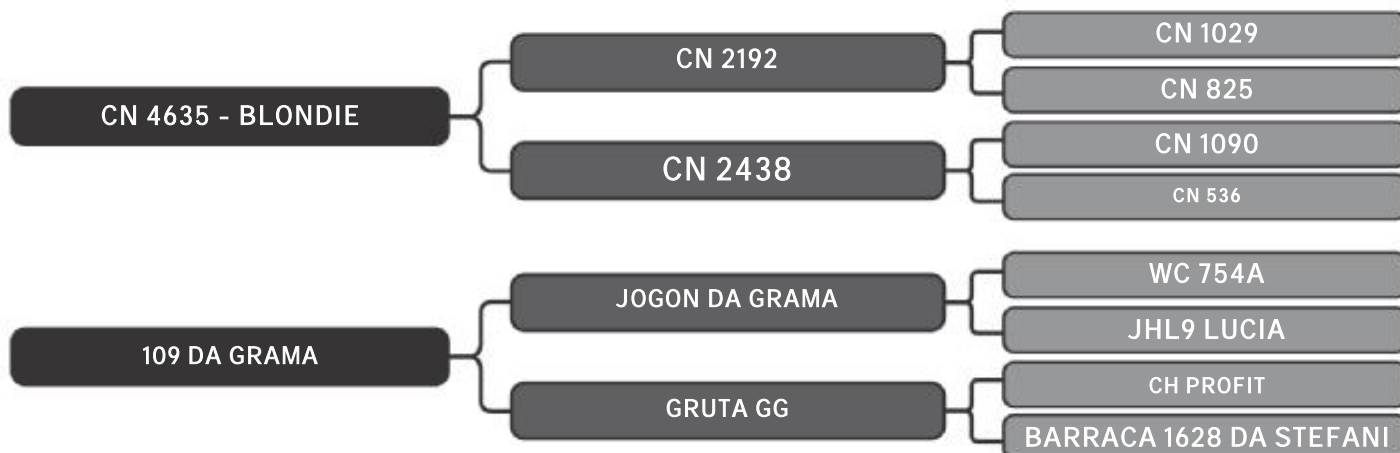 CN 4635 - BLONDIE
CN 2192
CN 1029
CN 825
CN 2438
CN 1090
CN 536
109 DA GRAMA
JOGON DA GRAMA
WC 754A
JHL9 LUCIA
GRUTA GG
CH PROFIT
BARRACA 1628 DA STEFANI